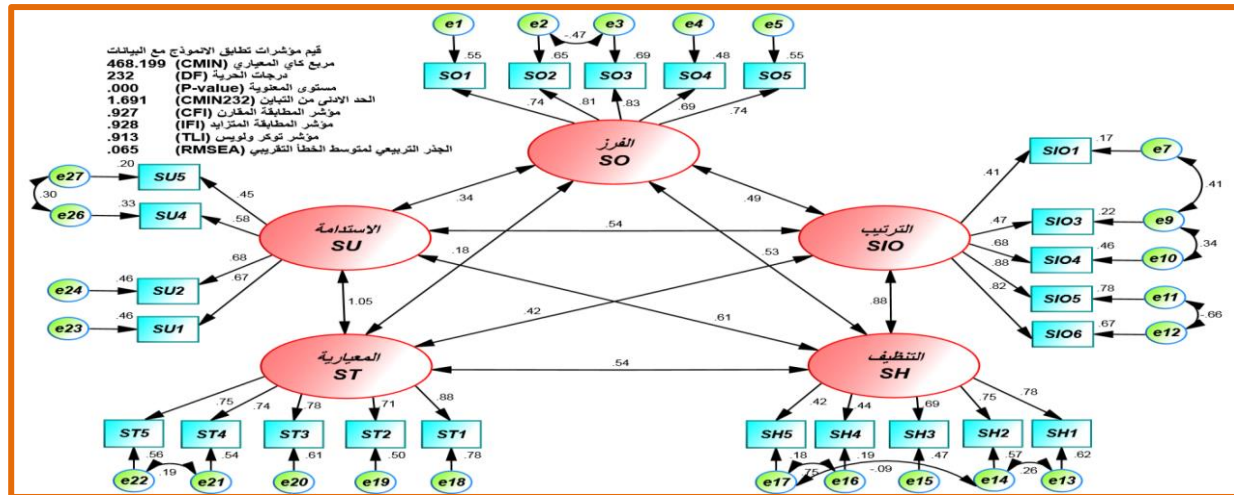 e1 e2 e3 e4 e5
-.47
.55 .65 .69 .48 .55
SO1 SO2 SO3 SO4 SO5
.74 .81 .83 .69 .74
قيم مؤشرات تطابق الانموذج مع البيانات
مربع كاي المعياري (CMIN) 468.199
درجات الحرية (DF) 232
مستوى المعنوية (P-value) .000
الحد الادنى من التباين (CMIN232) 1.691
مؤشر المطابقة المقارن (CFI) .927
مؤشر المطابقة المتزايد (IFI) .928
مؤشر توكر ولويس (TLI) .913
الجذر التربيعي لمتوسط الخطأ التقريبي (RMSEA) .065
الفرز
SO
.17
SIO1 e7
.41
.41
.20
e27 SU5
.45
.30
.33
e26 SU4
.58
.34
.49
الاستدامة
SU
.54
الترتيب
SIO
.47 .22
SIO3 e9
.34
.68 .46
SIO4 e10
.88
.78
SIO5 e11
.82
-.66
.67
SIO6 e12
.68
.46
e24 SU2
.67
.46
e23 SU1
.18
.53
1.05
.42
.61
.88
المعيارية
ST
.54
التنظيف
SH
.75 .74 .78 .71 .88
ST5 ST4 ST3 ST2 ST1
.56 .54 .61 .50 .78
.19
e22 e21 e20 e19 e18
.42 .44 .69 .75 .78
SH5 SH4 SH3 SH2 SH1
.18 .19 .47 .57 .62
.75 -.09 .26
e17 e16 e15 e14 e13